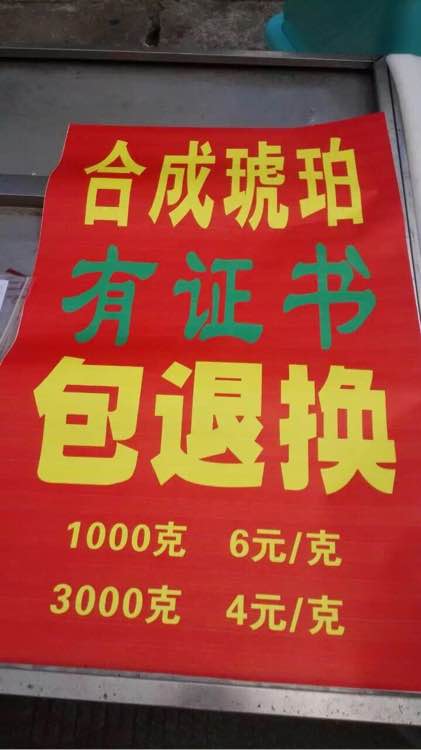 合成琥珀
有证书
包退换
1000克 6元/克
3000克 4元/克